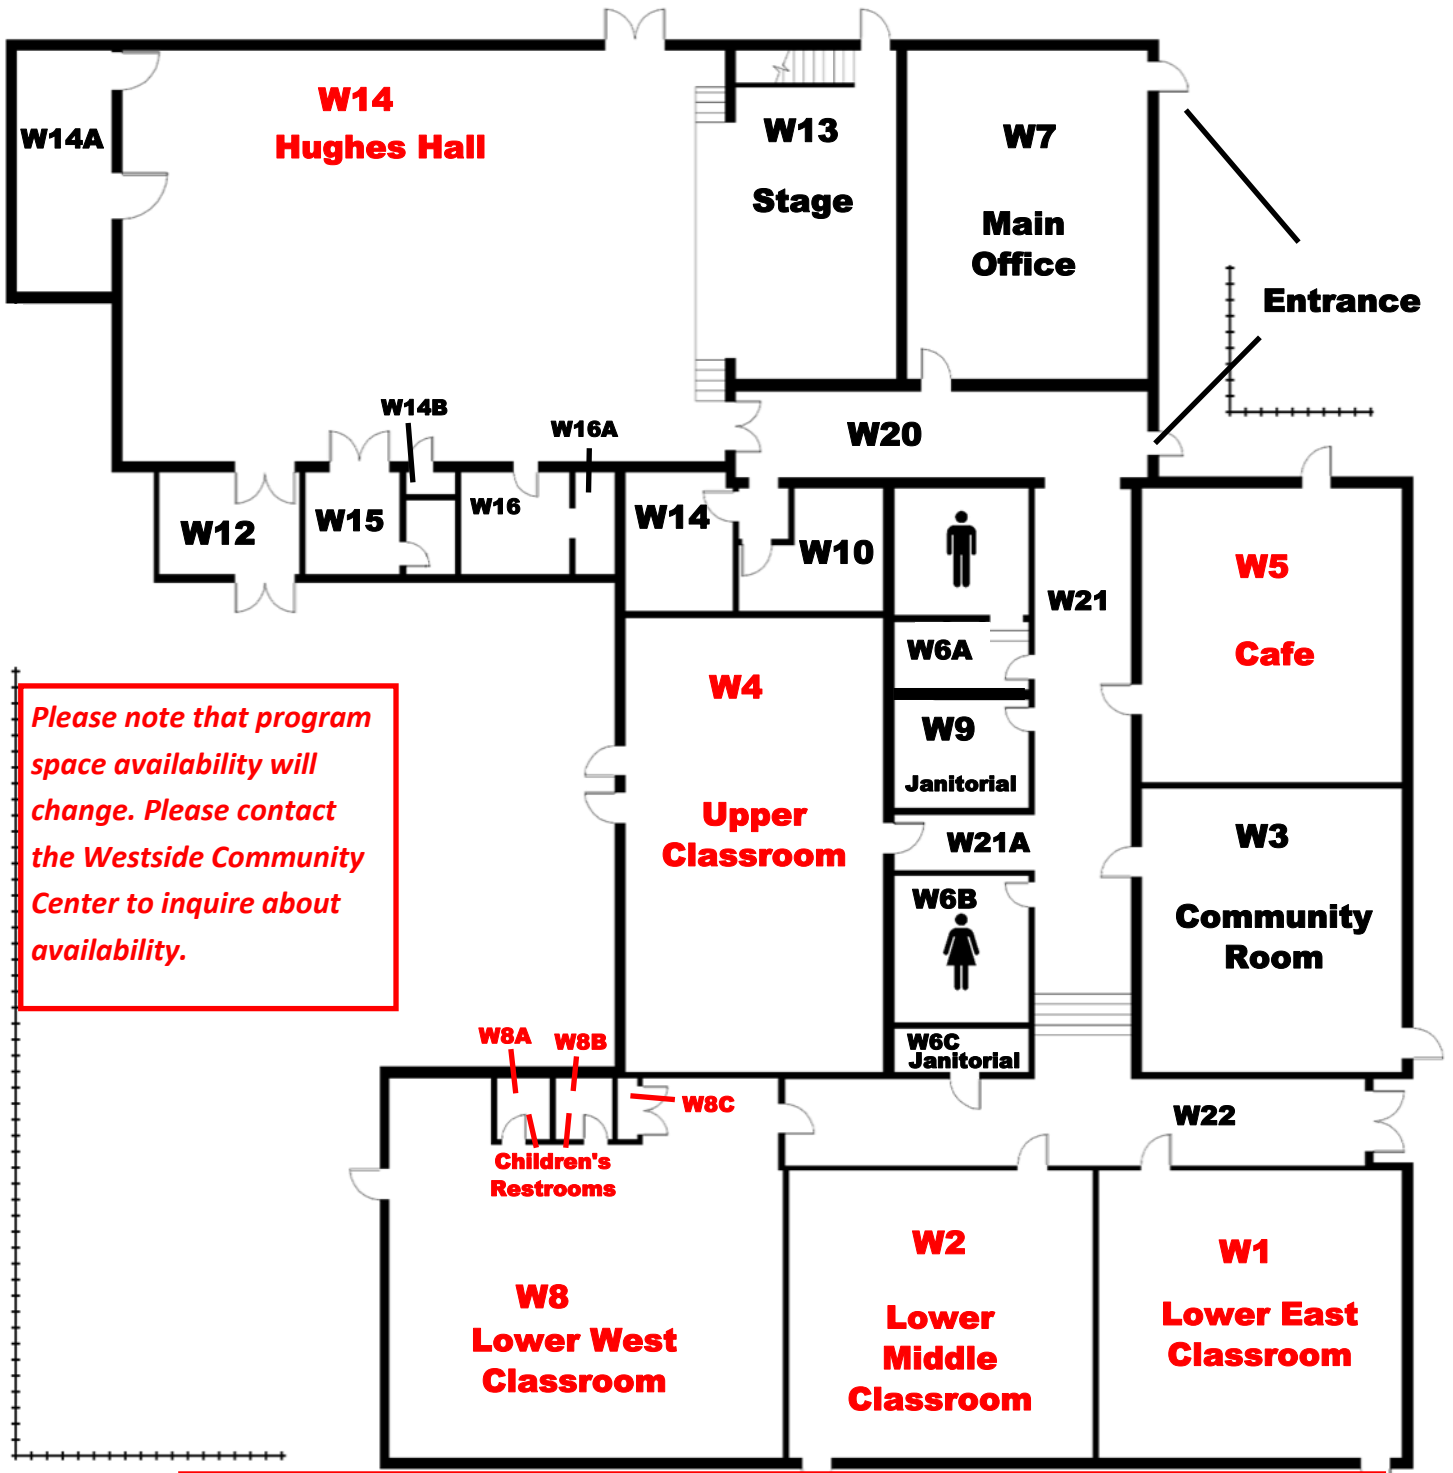 W14
Hughes Hall
W14A
W13
Stage
W7
Main
Office
Entrance
W14B
W16A
W20
W12
W15
W16
W14
W10
W21
W5
Cafe
W6A
W4
Upper
Classroom
W9
Janitorial
W21A
W3
Community
Room
W6B
W6C
Janitorial
Please note that program
space availability will
change. Please contact
the Westside Community
Center to inquire about
availability.
W8A
W8B
W8C
Children's
Restrooms
W22
W8
Lower West
Classroom
W2
Lower
Middle
Classroom
W1
Lower East
Classroom